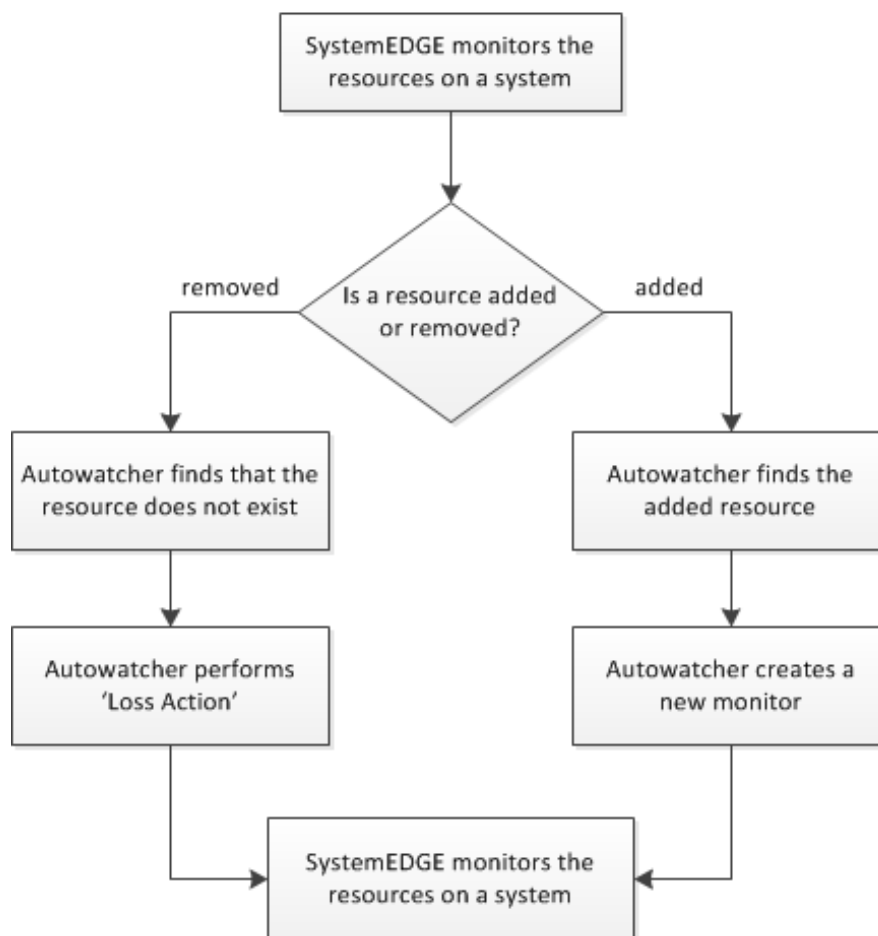 SystemEDGE monitors the
resources on a system
removed
Is a resource added
or removed?
added
Autowatcher finds that the
resource does not exist
Autowatcher finds the
added resource
Autowatcher performs
‘Loss Action’
Autowatcher creates a
new monitor
SystemEDGE monitors the
resources on a system